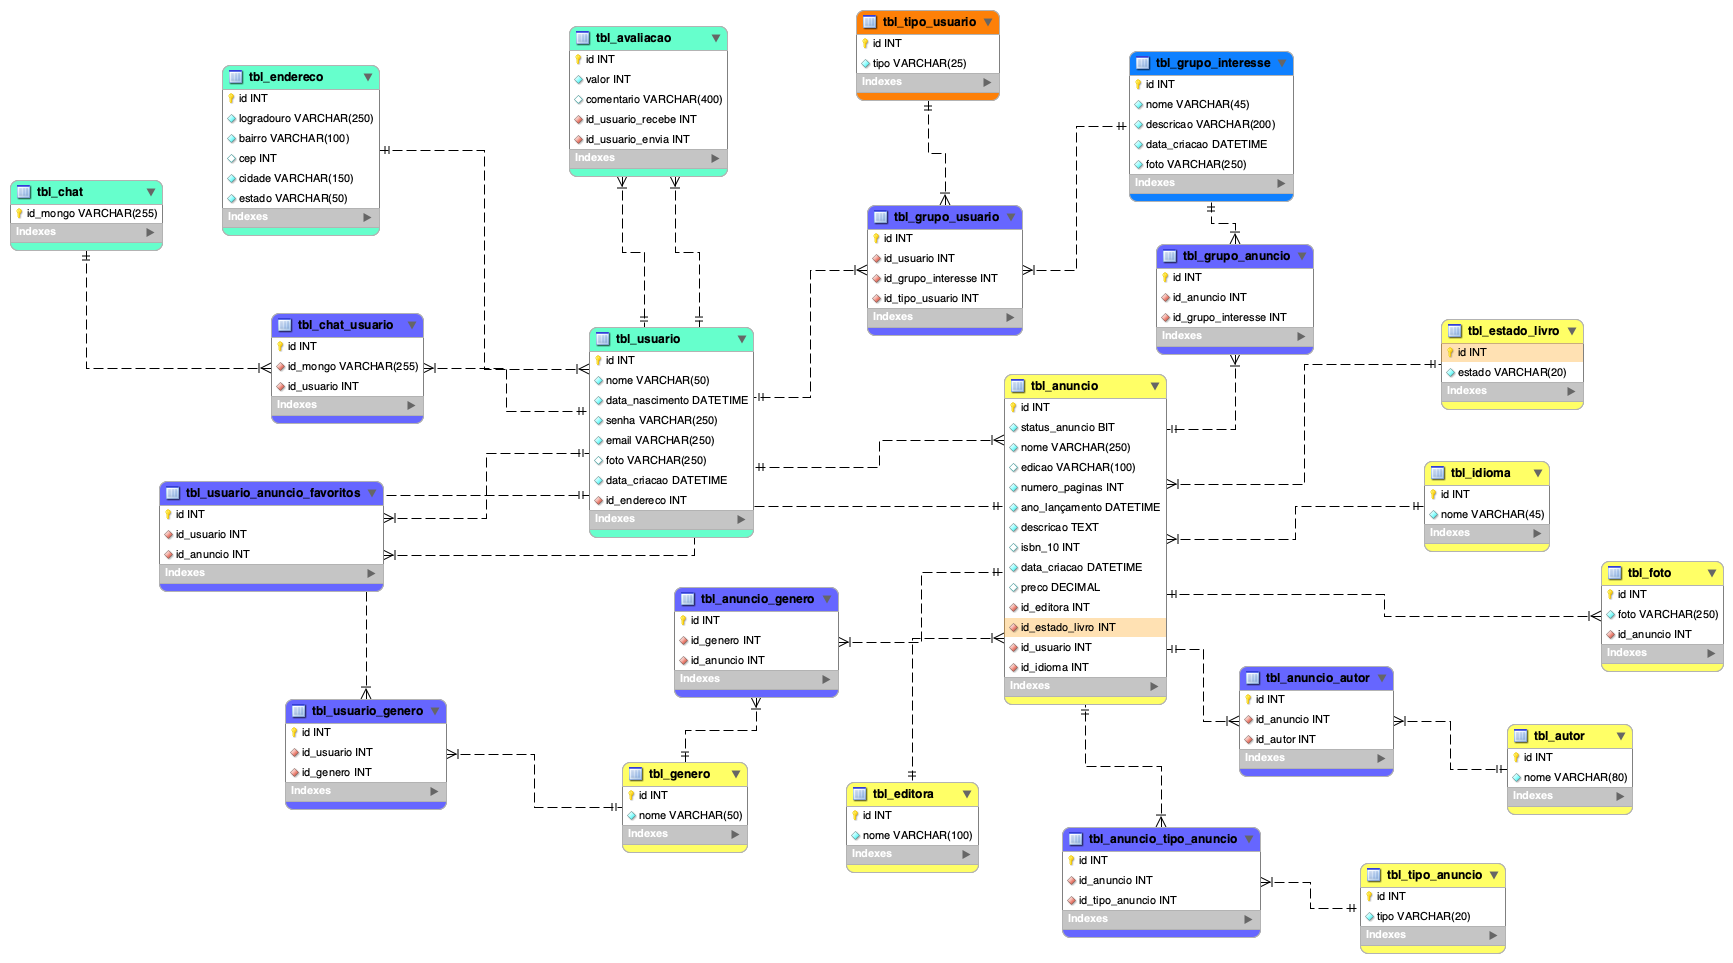 tbl_tipo_usuario
id INT
tipo VARCHAR(25)
Indexes
tbl_avaliacao
id INT
valor INT
comentario VARCHAR(400)
id_usuario_recebe INT
id_usuario_envia INT
Indexes
tbl_grupo_interesse
id INT
nome VARCHAR(45)
descricao VARCHAR(200)
data_criacao DATETIME
foto VARCHAR(250)
Indexes
tbl_endereco
id INT
logradouro VARCHAR(250)
bairro VARCHAR(100)
cep INT
cidade VARCHAR(150)
estado VARCHAR(50)
Indexes
tbl_chat
id_mongo VARCHAR(255)
Indexes
tbl_grupo_usuario
id INT
id_usuario INT
id_grupo_interesse INT
id_tipo_usuario INT
Indexes
tbl_grupo_anuncio
id INT
id_anuncio INT
id_grupo_interesse INT
Indexes
tbl_chat_usuario
id INT
id_mongo VARCHAR(255)
id_usuario INT
Indexes
tbl_usuario
id INT
nome VARCHAR(50)
data_nascimento DATETIME
senha VARCHAR(250)
email VARCHAR(250)
foto VARCHAR(250)
data_criacao DATETIME
id_endereco INT
Indexes
tbl_estado_livro
id INT
estado VARCHAR(20)
Indexes
tbl_anuncio
id INT
status_anuncio BIT
nome VARCHAR(250)
edicao VARCHAR(100)
numero_paginas INT
ano_lançamento DATETIME
descricao TEXT
isbn_10 INT
data_criacao DATETIME
preco DECIMAL
id_editora INT
id_estado_livro INT
id_usuario INT
id_idioma INT
Indexes
tbl_idioma
id INT
nome VARCHAR(45)
Indexes
tbl_usuario_anuncio_favoritos
id INT
id_usuario INT
id_anuncio INT
Indexes
tbl_foto
id INT
foto VARCHAR(250)
id_anuncio INT
Indexes
tbl_anuncio_genero
id INT
id_genero INT
id_anuncio INT
Indexes
tbl_anuncio_autor
id INT
id_anuncio INT
id_autor INT
Indexes
tbl_usuario_genero
id INT
id_usuario INT
id_genero INT
Indexes
tbl_autor
id INT
nome VARCHAR(80)
Indexes
tbl_genero
id INT
nome VARCHAR(50)
Indexes
tbl_editora
id INT
nome VARCHAR(100)
Indexes
tbl_anuncio_tipo_anuncio
id INT
id_anuncio INT
id_tipo_anuncio INT
Indexes
tbl_tipo_anuncio
id INT
tipo VARCHAR(20)
Indexes